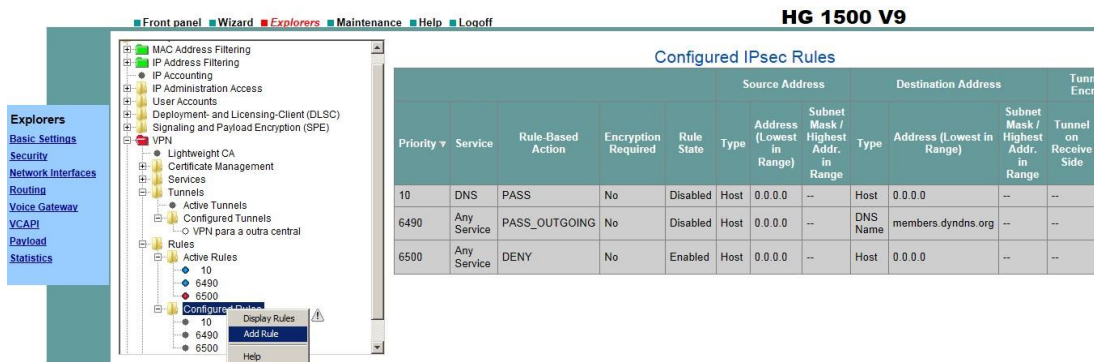 Front panel Wizard Explorers Maintenance Help Logoff
HG 1500 V9
Explorers
Basic Settings
Security
Network Interfaces
Routing
Voice Gateway
VCAPI
Payload
Statistics
MAC Address Filtering
IP Address Filtering
IP Accounting
IP Administration Access
User Accounts
Deployment- and Licensing-Client (DLSC)
Signaling and Payload Encryption (SPE)
VPN
Lightweight CA
Certificate Management
Services
Tunnels
Active Tunnels
Configured Tunnels
VPN para a outra central
Rules
Active Rules
10
6490
6500
Configured Rules
10
6490
6500
Display Rules
Add Rule
Help
Configured IPsec Rules
Source Address Destination Address
Priority Service Rule-Based Action Encryption Required Rule State Type Address (Lowest in Range) Subnet Mask / Highest Addr. in Range Type Address (Lowest in Range) Subnet Mask / Highest Addr. in Range Tunnel on Receive Side
10 DNS PASS No Disabled Host 0.0.0.0 -- Host 0.0.0.0 -- --
6490 Any Service PASS_OUTGOING No Disabled Host 0.0.0.0 -- DNS Name members.dyndns.org -- --
6500 Any Service DENY No Enabled Host 0.0.0.0 -- Host 0.0.0.0 -- --